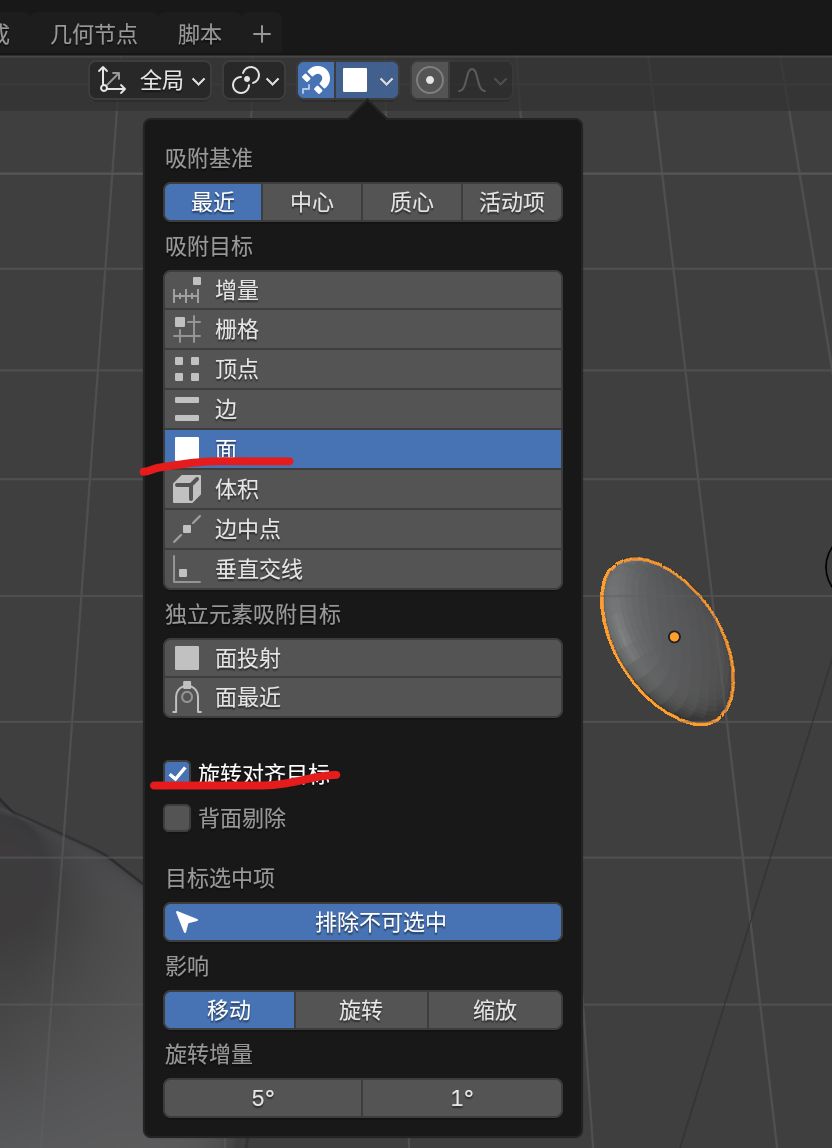 几何节点 脚本 +
全局
吸附基准
最近 中心 质心 活动项
吸附目标
增量
栅格
顶点
边
面
体积
边中点
垂直交线
独立元素吸附目标
面投射
面最近
旋转对齐目标
背面剔除
目标选中项
排除不可选中
影响
移动 旋转 缩放
旋转增量
5° 1°